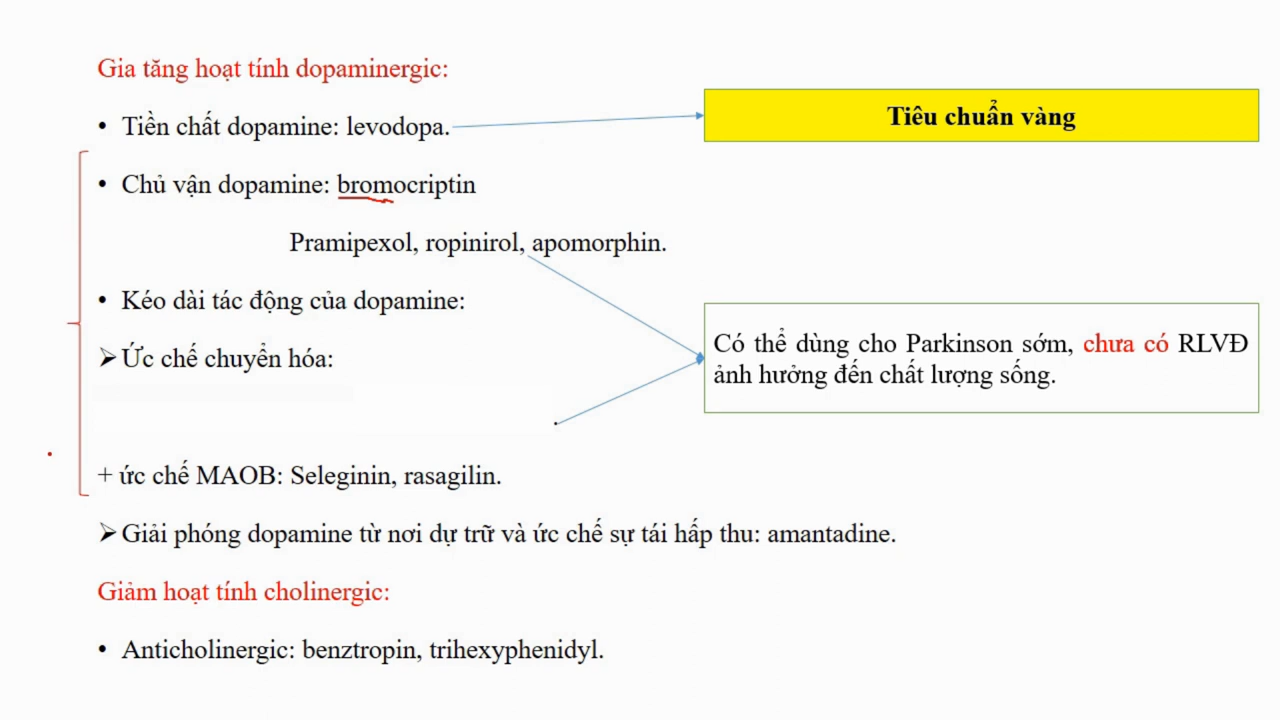 Gia tăng hoạt tính dopaminergic:
• Tiền chất dopamine: levodopa.
Tiêu chuẩn vàng
• Chủ vận dopamine: bromocriptin
Pramipexol, ropinirol, apomorphin.
• Kéo dài tác động của dopamine:
➢Ức chế chuyển hóa:
Có thể dùng cho Parkinson sớm, chưa có RLVĐ
ảnh hưởng đến chất lượng sống.
+ ức chế MAOB: Seleginin, rasagilin.
➢Giải phóng dopamine từ nơi dự trữ và ức chế sự tái hấp thu: amantadine.
Giảm hoạt tính cholinergic:
• Anticholinergic: benztropin, trihexyphenidyl.